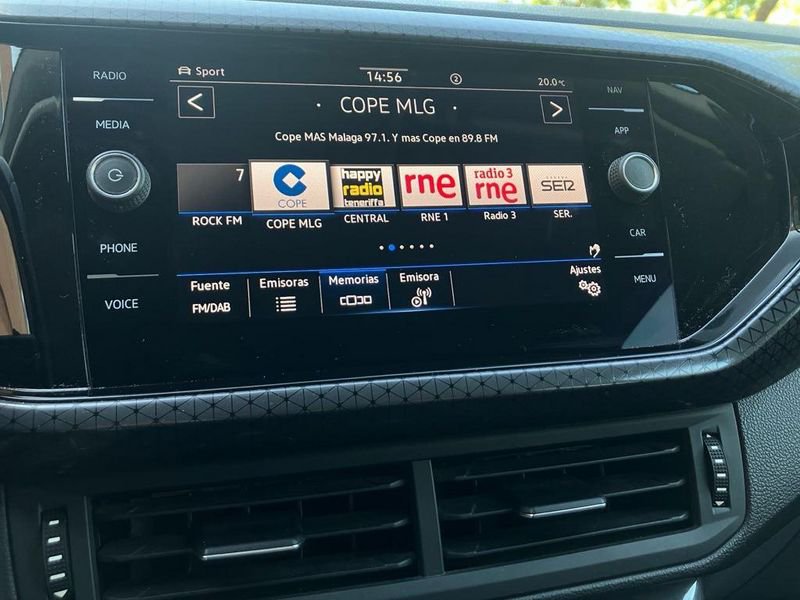 RADIO
MEDIA
PHONE
VOICE
Sport
14:56
2
20.0°C
<
· COPE MLG ·
>
Cope MAS Malaga 97.1. Y mas Cope en 89.8 FM
7
COPE
happy
radio
teneriffa
rne
radio 3
rne
SER
ROCK FM
COPE MLG
CENTRAL
RNE 1
Radio 3
SER.
Fuente
FM/DAB
Emisoras
Memorias
Emisora
Ajustes
NAV
APP
CAR
MENU